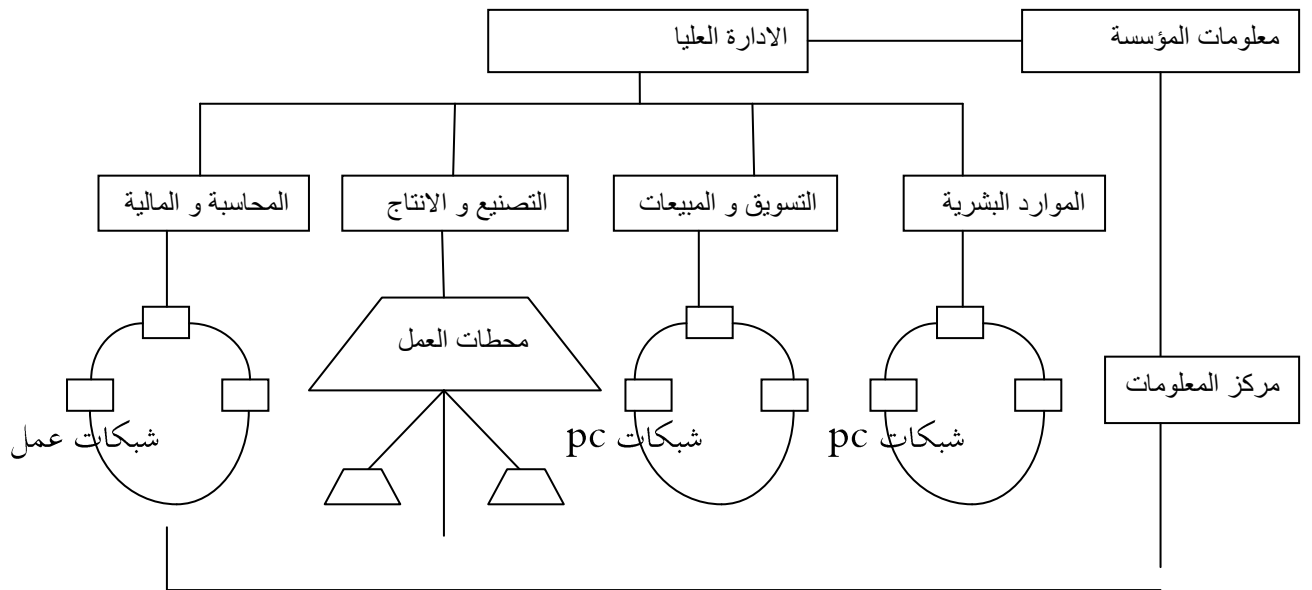 معلومات المؤسسة
الادارة العليا
الموارد البشرية
التسويق و المبيعات
التصنيع و الانتاج
المحاسبة و المالية
محطات العمل
مركز المعلومات
شبكات pc
شبكات pc
شبكات عمل